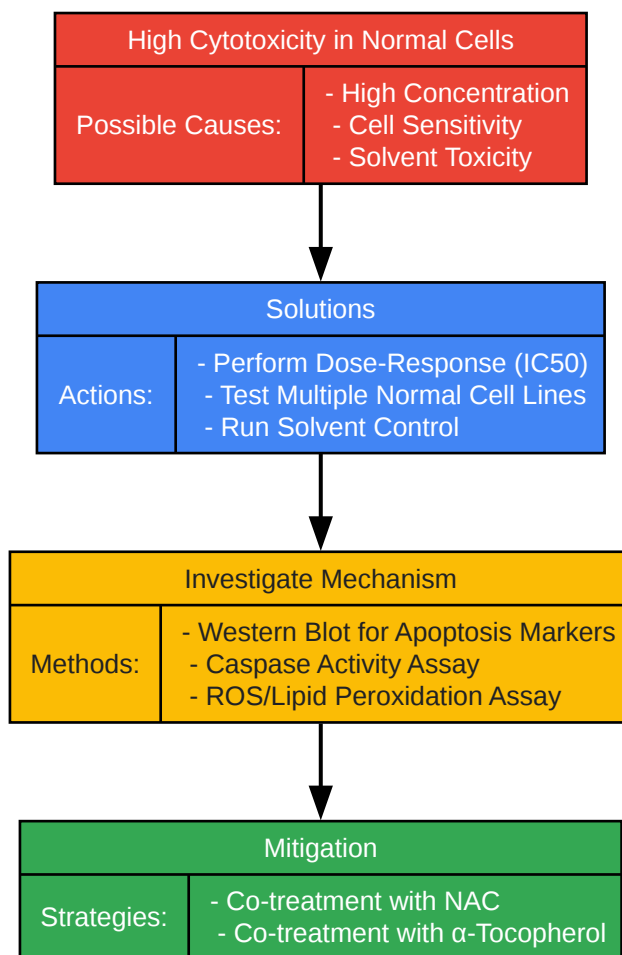 High Cytotoxicity in Normal Cells
Possible Causes:
- High Concentration
- Cell Sensitivity
- Solvent Toxicity
Solutions
Actions:
- Perform Dose-Response (IC50)
- Test Multiple Normal Cell Lines
- Run Solvent Control
Investigate Mechanism
Methods:
- Western Blot for Apoptosis Markers
- Caspase Activity Assay
- ROS/Lipid Peroxidation Assay
Mitigation
Strategies:
- Co-treatment with NAC
- Co-treatment with α-Tocopherol